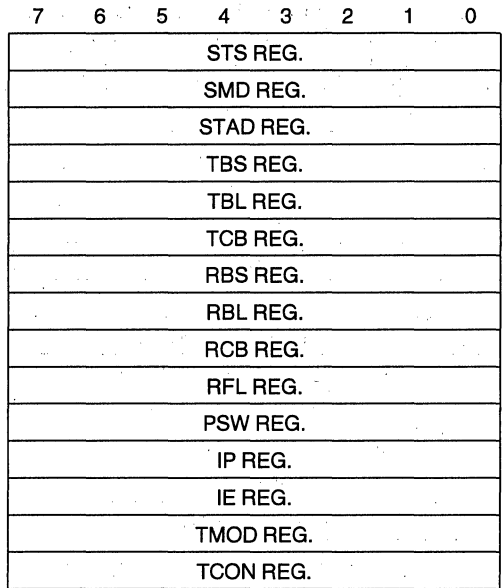 7 6 5 4 3 2 1 0
STS REG.
SMD REG.
STAD REG.
TBS REG.
TBL REG.
TCB REG.
RBS REG.
RBL REG.
RCB REG.
RFL REG.
PSW REG.
IP REG.
IE REG.
TMOD REG.
TCON REG.